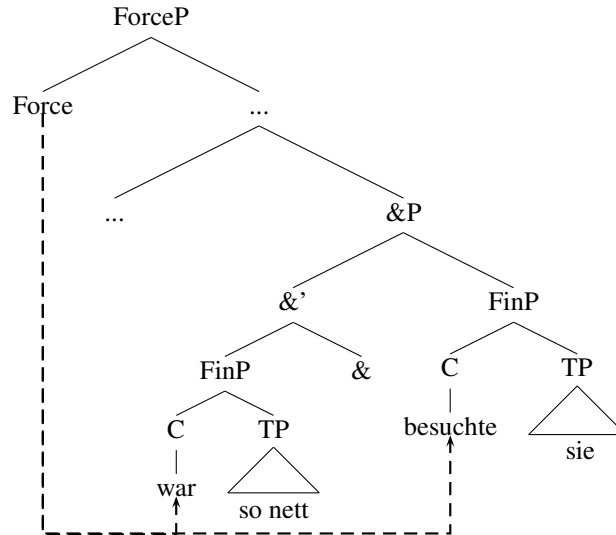 ForceP
Force ...
... &P
&' FinP
FinP & C TP
C TP besuchte sie
war so nett